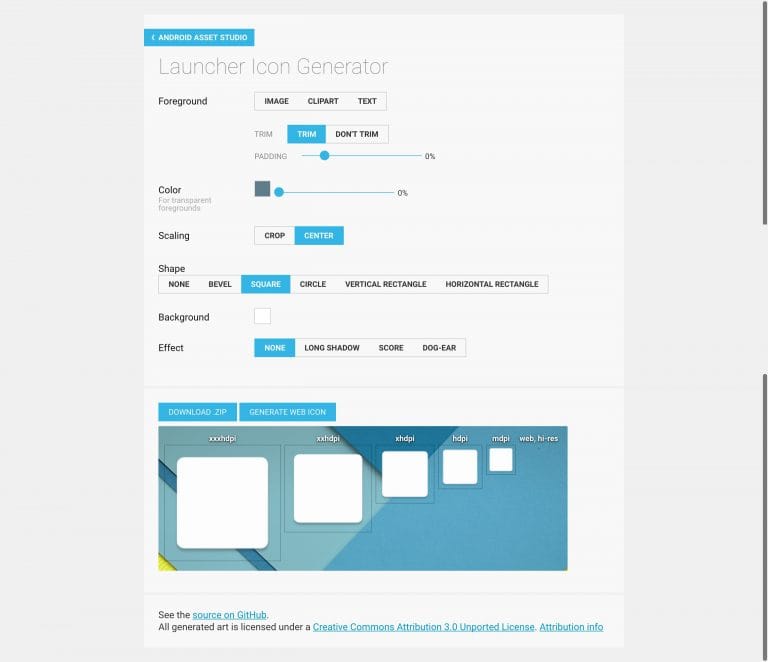 ‹ ANDROID ASSET STUDIO
Launcher Icon Generator
Foreground IMAGE CLIPART TEXT
TRIM TRIM DON'T TRIM
PADDING 0%
Color 0%
For transparent
foregrounds
Scaling CROP CENTER
Shape
NONE BEVEL SQUARE CIRCLE VERTICAL RECTANGLE HORIZONTAL RECTANGLE
Background
Effect NONE LONG SHADOW SCORE DOG-EAR
DOWNLOAD .ZIP GENERATE WEB ICON
xxxhdpi xxhdpi xhdpi hdpi mdpi web, hi-res
See the source on GitHub.
All generated art is licensed under a Creative Commons Attribution 3.0 Unported License. Attribution info